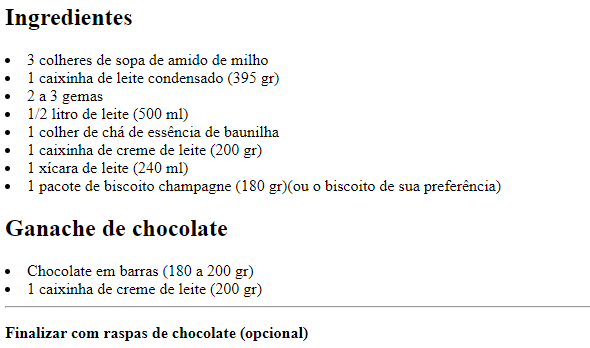 Ingredientes
3 colheres de sopa de amido de milho
1 caixinha de leite condensado (395 gr)
2 a 3 gemas
1/2 litro de leite (500 ml)
1 colher de chá de essência de baunilha
1 caixinha de creme de leite (200 gr)
1 xícara de leite (240 ml)
1 pacote de biscoito champagne (180 gr)(ou o biscoito de sua preferência)
Ganache de chocolate
Chocolate em barras (180 a 200 gr)
1 caixinha de creme de leite (200 gr)
Finalizar com raspas de chocolate (opcional)